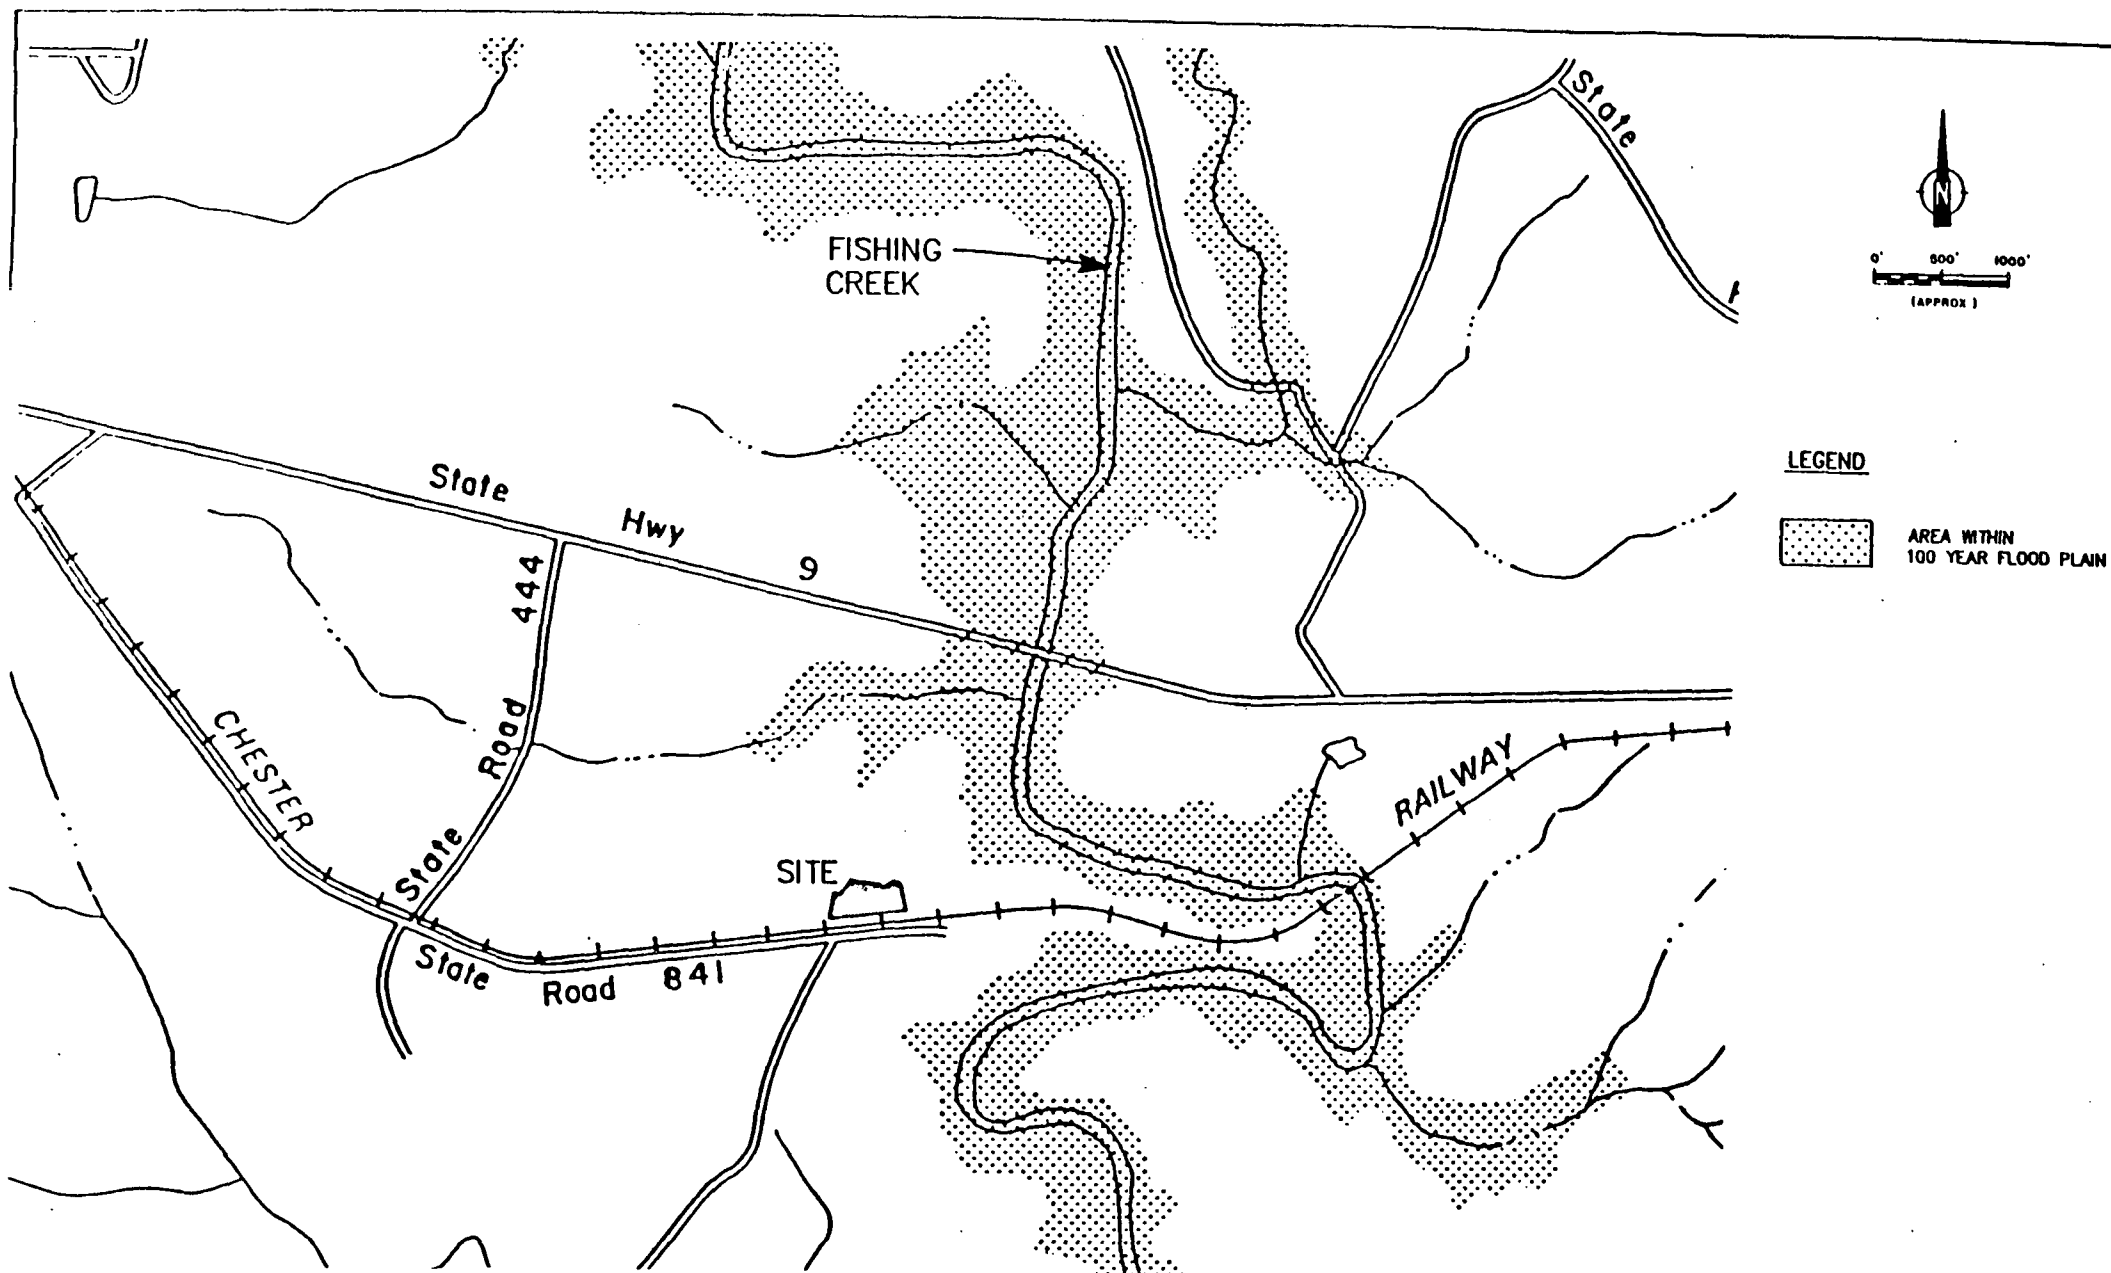 State
N
0' 500' 1000'
(APPROX)
FISHING
CREEK
LEGEND
AREA WITHIN
100 YEAR FLOOD PLAIN
State Hwy 9
State Road 444
CHESTER
RAILWAY
SITE
State Road 841